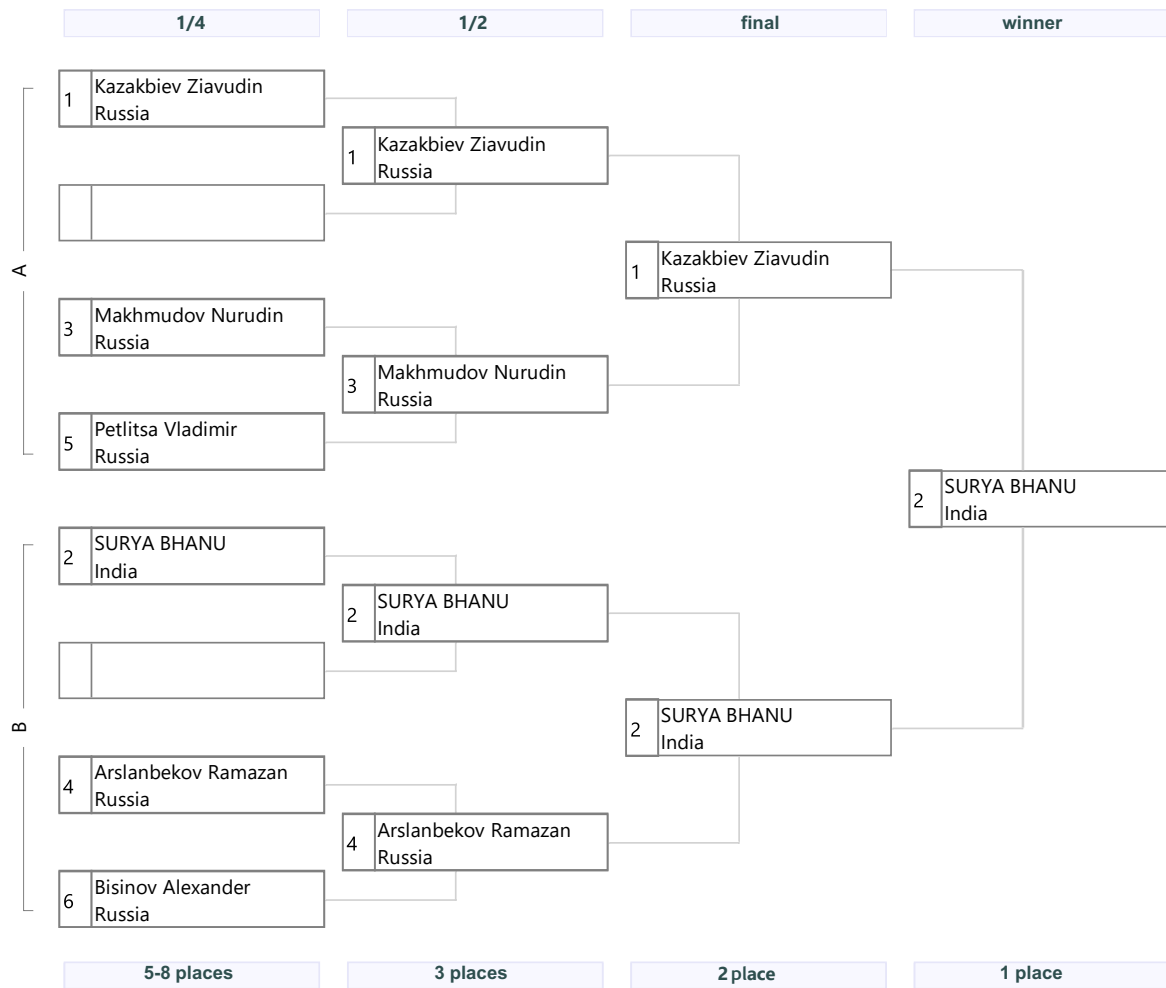 1/4
1/2
final
winner
A
1
Kazakbiev Ziavudin
Russia
3
Makhmudov Nurudin
Russia
5
Petlitsa Vladimir
Russia
B
2
SURYA BHANU
India
4
Arslanbekov Ramazan
Russia
6
Bisinov Alexander
Russia
1
Kazakbiev Ziavudin
Russia
3
Makhmudov Nurudin
Russia
2
SURYA BHANU
India
4
Arslanbekov Ramazan
Russia
1
Kazakbiev Ziavudin
Russia
2
SURYA BHANU
India
2
SURYA BHANU
India
5-8 places
3 places
2 place
1 place